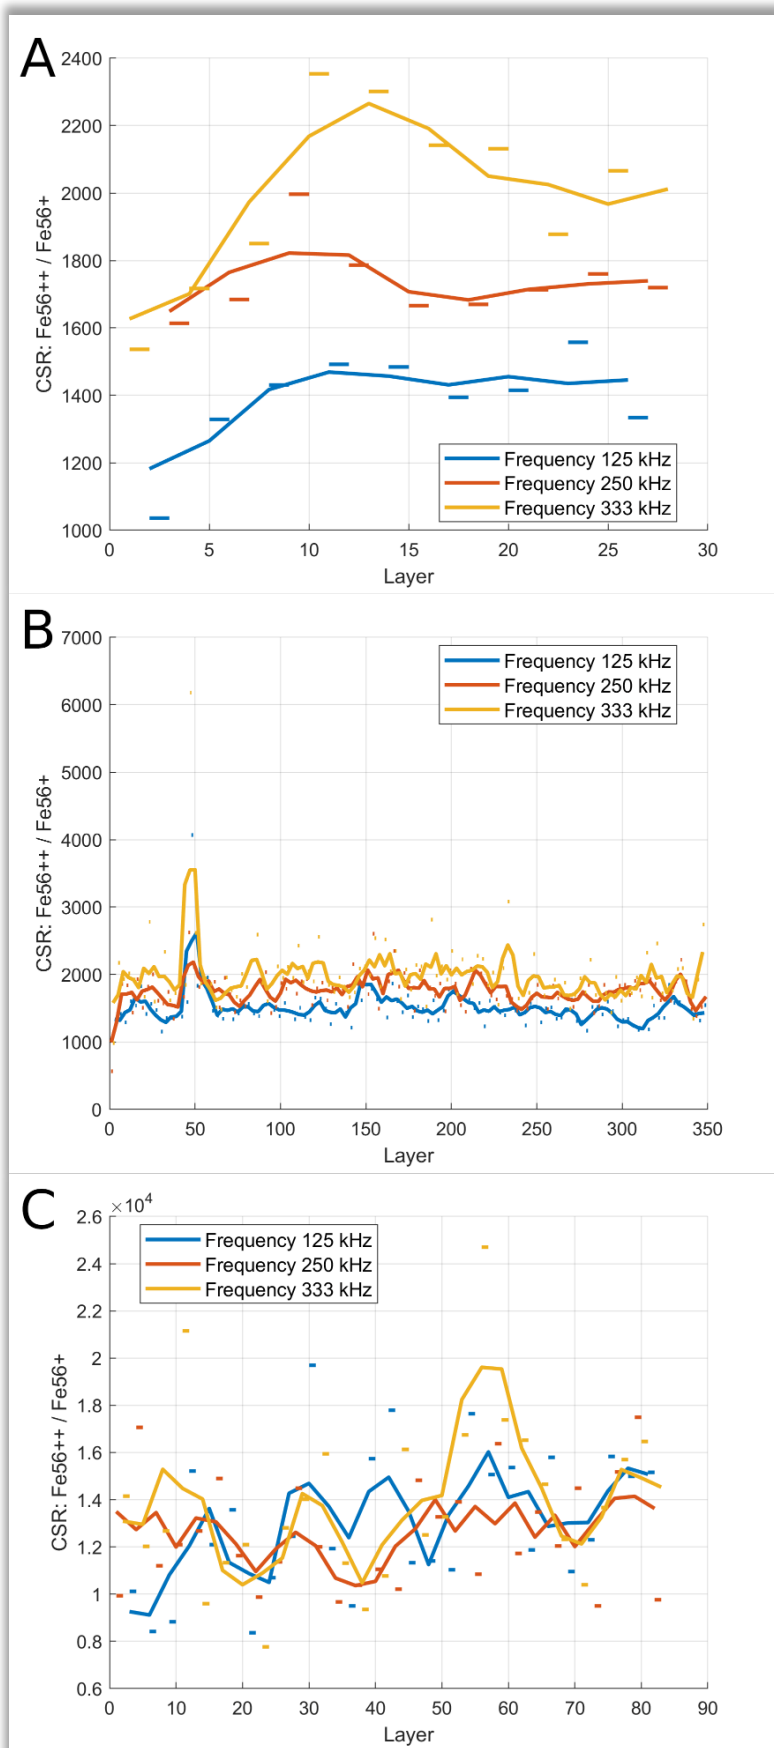 A
2400
2200
2000
1800
1600
1400
1200
1000
CSR: Fe56++ / Fe56+
Frequency 125 kHz
Frequency 250 kHz
Frequency 333 kHz
0 5 10 15 20 25 30
Layer
B
7000
6000
5000
4000
3000
2000
1000
0
CSR: Fe56++ / Fe56+
Frequency 125 kHz
Frequency 250 kHz
Frequency 333 kHz
0 50 100 150 200 250 300 350
Layer
C
×10⁴
2.6
2.4
2.2
2
1.8
1.6
1.4
1.2
1
0.8
0.6
CSR: Fe56++ / Fe56+
Frequency 125 kHz
Frequency 250 kHz
Frequency 333 kHz
0 10 20 30 40 50 60 70 80 90
Layer